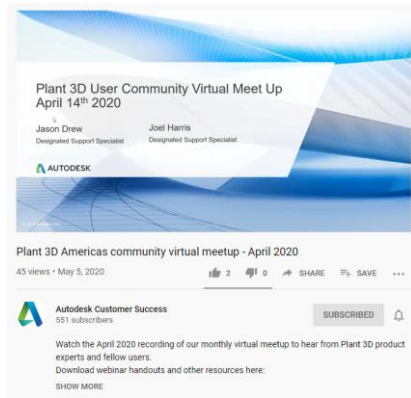 Plant 3D User Community Virtual Meet Up
April 14th 2020
Jason Drew
Joel Harris
Designated Support Specialist
Designated Support Specialist
AUTODESK
Plant 3D Americas community virtual meetup - April 2020
45 views • May 5, 2020
2
0
SHARE
SAVE
Autodesk Customer Success
551 subscribers
SUBSCRIBED
Watch the April 2020 recording of our monthly virtual meetup to hear from Plant 3D product
experts and fellow users.
Download webinar handouts and other resources here:
SHOW MORE